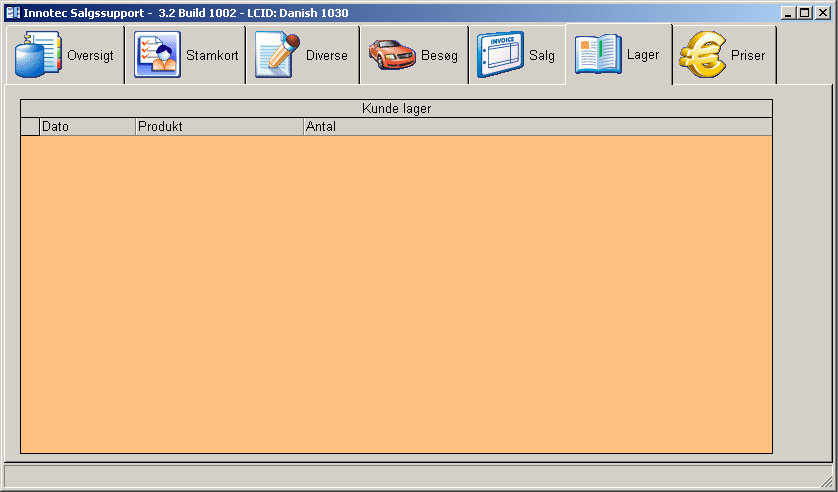 Innotec Salgssupport -  3.2 Build 1002 - LCID: Danish 1030
Oversigt
Stamkort
Diverse
Besøg
INVOICE
Salg
Lager
Priser
Kunde lager
Dato Produkt Antal